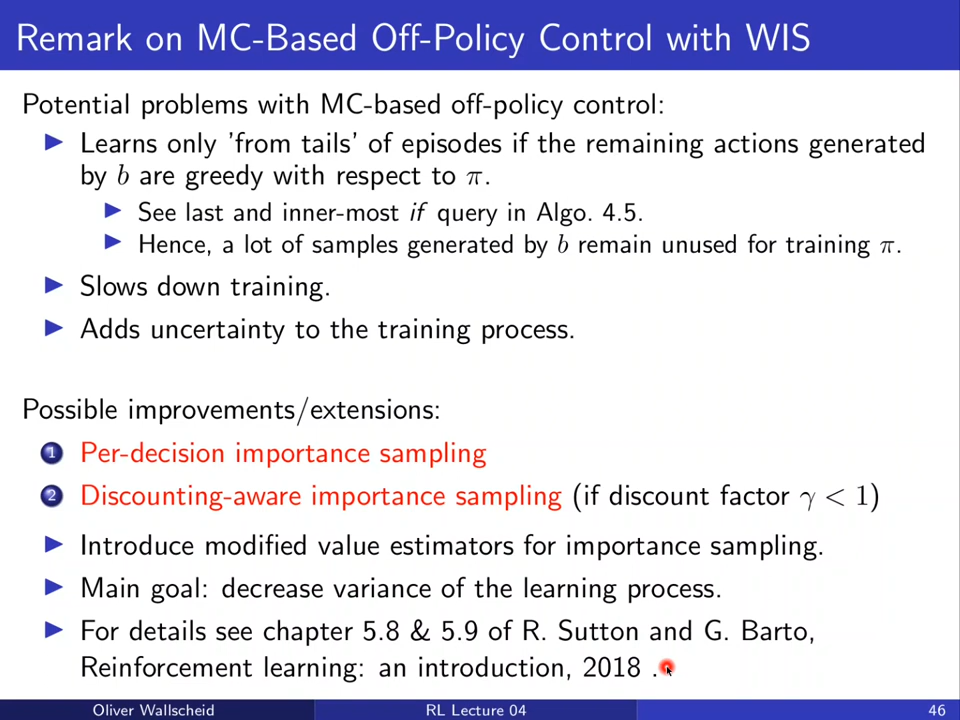 Remark on MC-Based Off-Policy Control with WIS
Potential problems with MC-based off-policy control:
▶ Learns only 'from tails' of episodes if the remaining actions generated
by b are greedy with respect to π.
▶ See last and inner-most if query in Algo. 4.5.
▶ Hence, a lot of samples generated by b remain unused for training π.
▶ Slows down training.
▶ Adds uncertainty to the training process.
Possible improvements/extensions:
1 Per-decision importance sampling
2 Discounting-aware importance sampling (if discount factor γ < 1)
▶ Introduce modified value estimators for importance sampling.
▶ Main goal: decrease variance of the learning process.
▶ For details see chapter 5.8 & 5.9 of R. Sutton and G. Barto,
Reinforcement learning: an introduction, 2018 .
Oliver Wallscheid RL Lecture 04 46